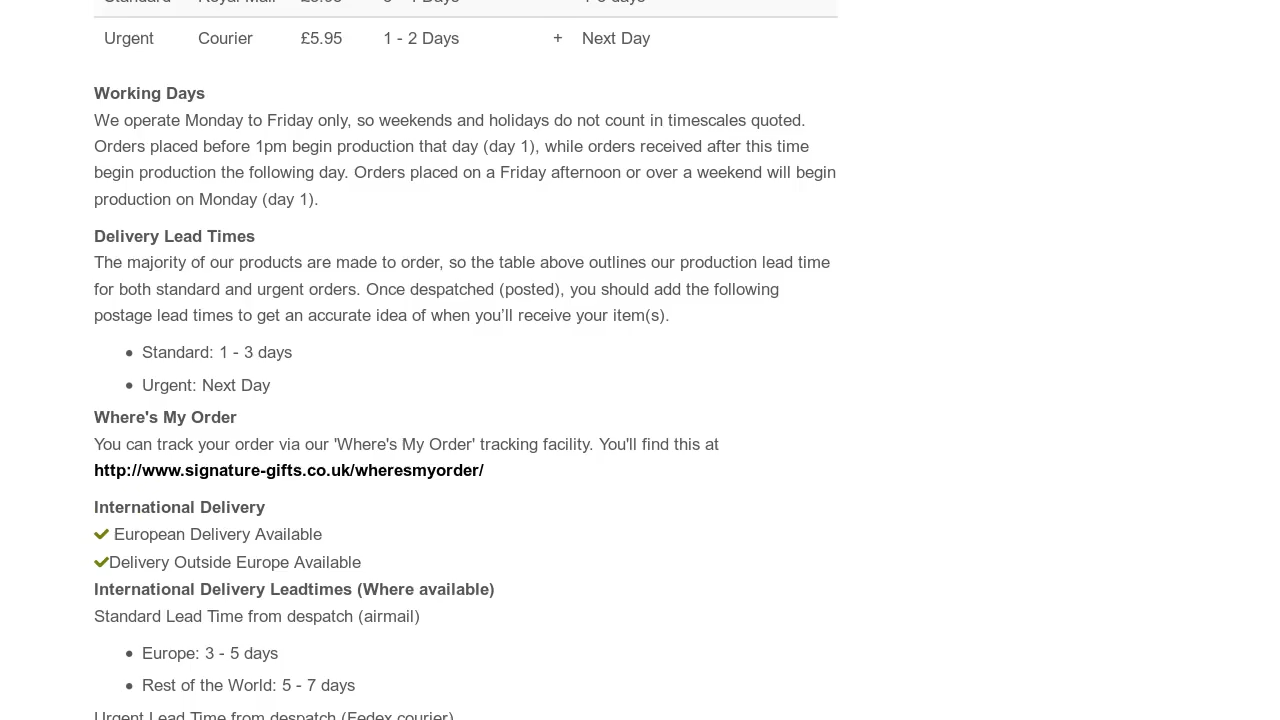 Urgent Courier £5.95 1 - 2 Days + Next Day
Working Days
We operate Monday to Friday only, so weekends and holidays do not count in timescales quoted.
Orders placed before 1pm begin production that day (day 1), while orders received after this time
begin production the following day. Orders placed on a Friday afternoon or over a weekend will begin
production on Monday (day 1).
Delivery Lead Times
The majority of our products are made to order, so the table above outlines our production lead time
for both standard and urgent orders. Once despatched (posted), you should add the following
postage lead times to get an accurate idea of when you’ll receive your item(s).
Standard: 1 - 3 days
Urgent: Next Day
Where's My Order
You can track your order via our 'Where's My Order' tracking facility. You'll find this at
http://www.signature-gifts.co.uk/wheresmyorder/
International Delivery
European Delivery Available
Delivery Outside Europe Available
International Delivery Leadtimes (Where available)
Standard Lead Time from despatch (airmail)
Europe: 3 - 5 days
Rest of the World: 5 - 7 days
Urgent Lead Time from despatch (Fedex courier)